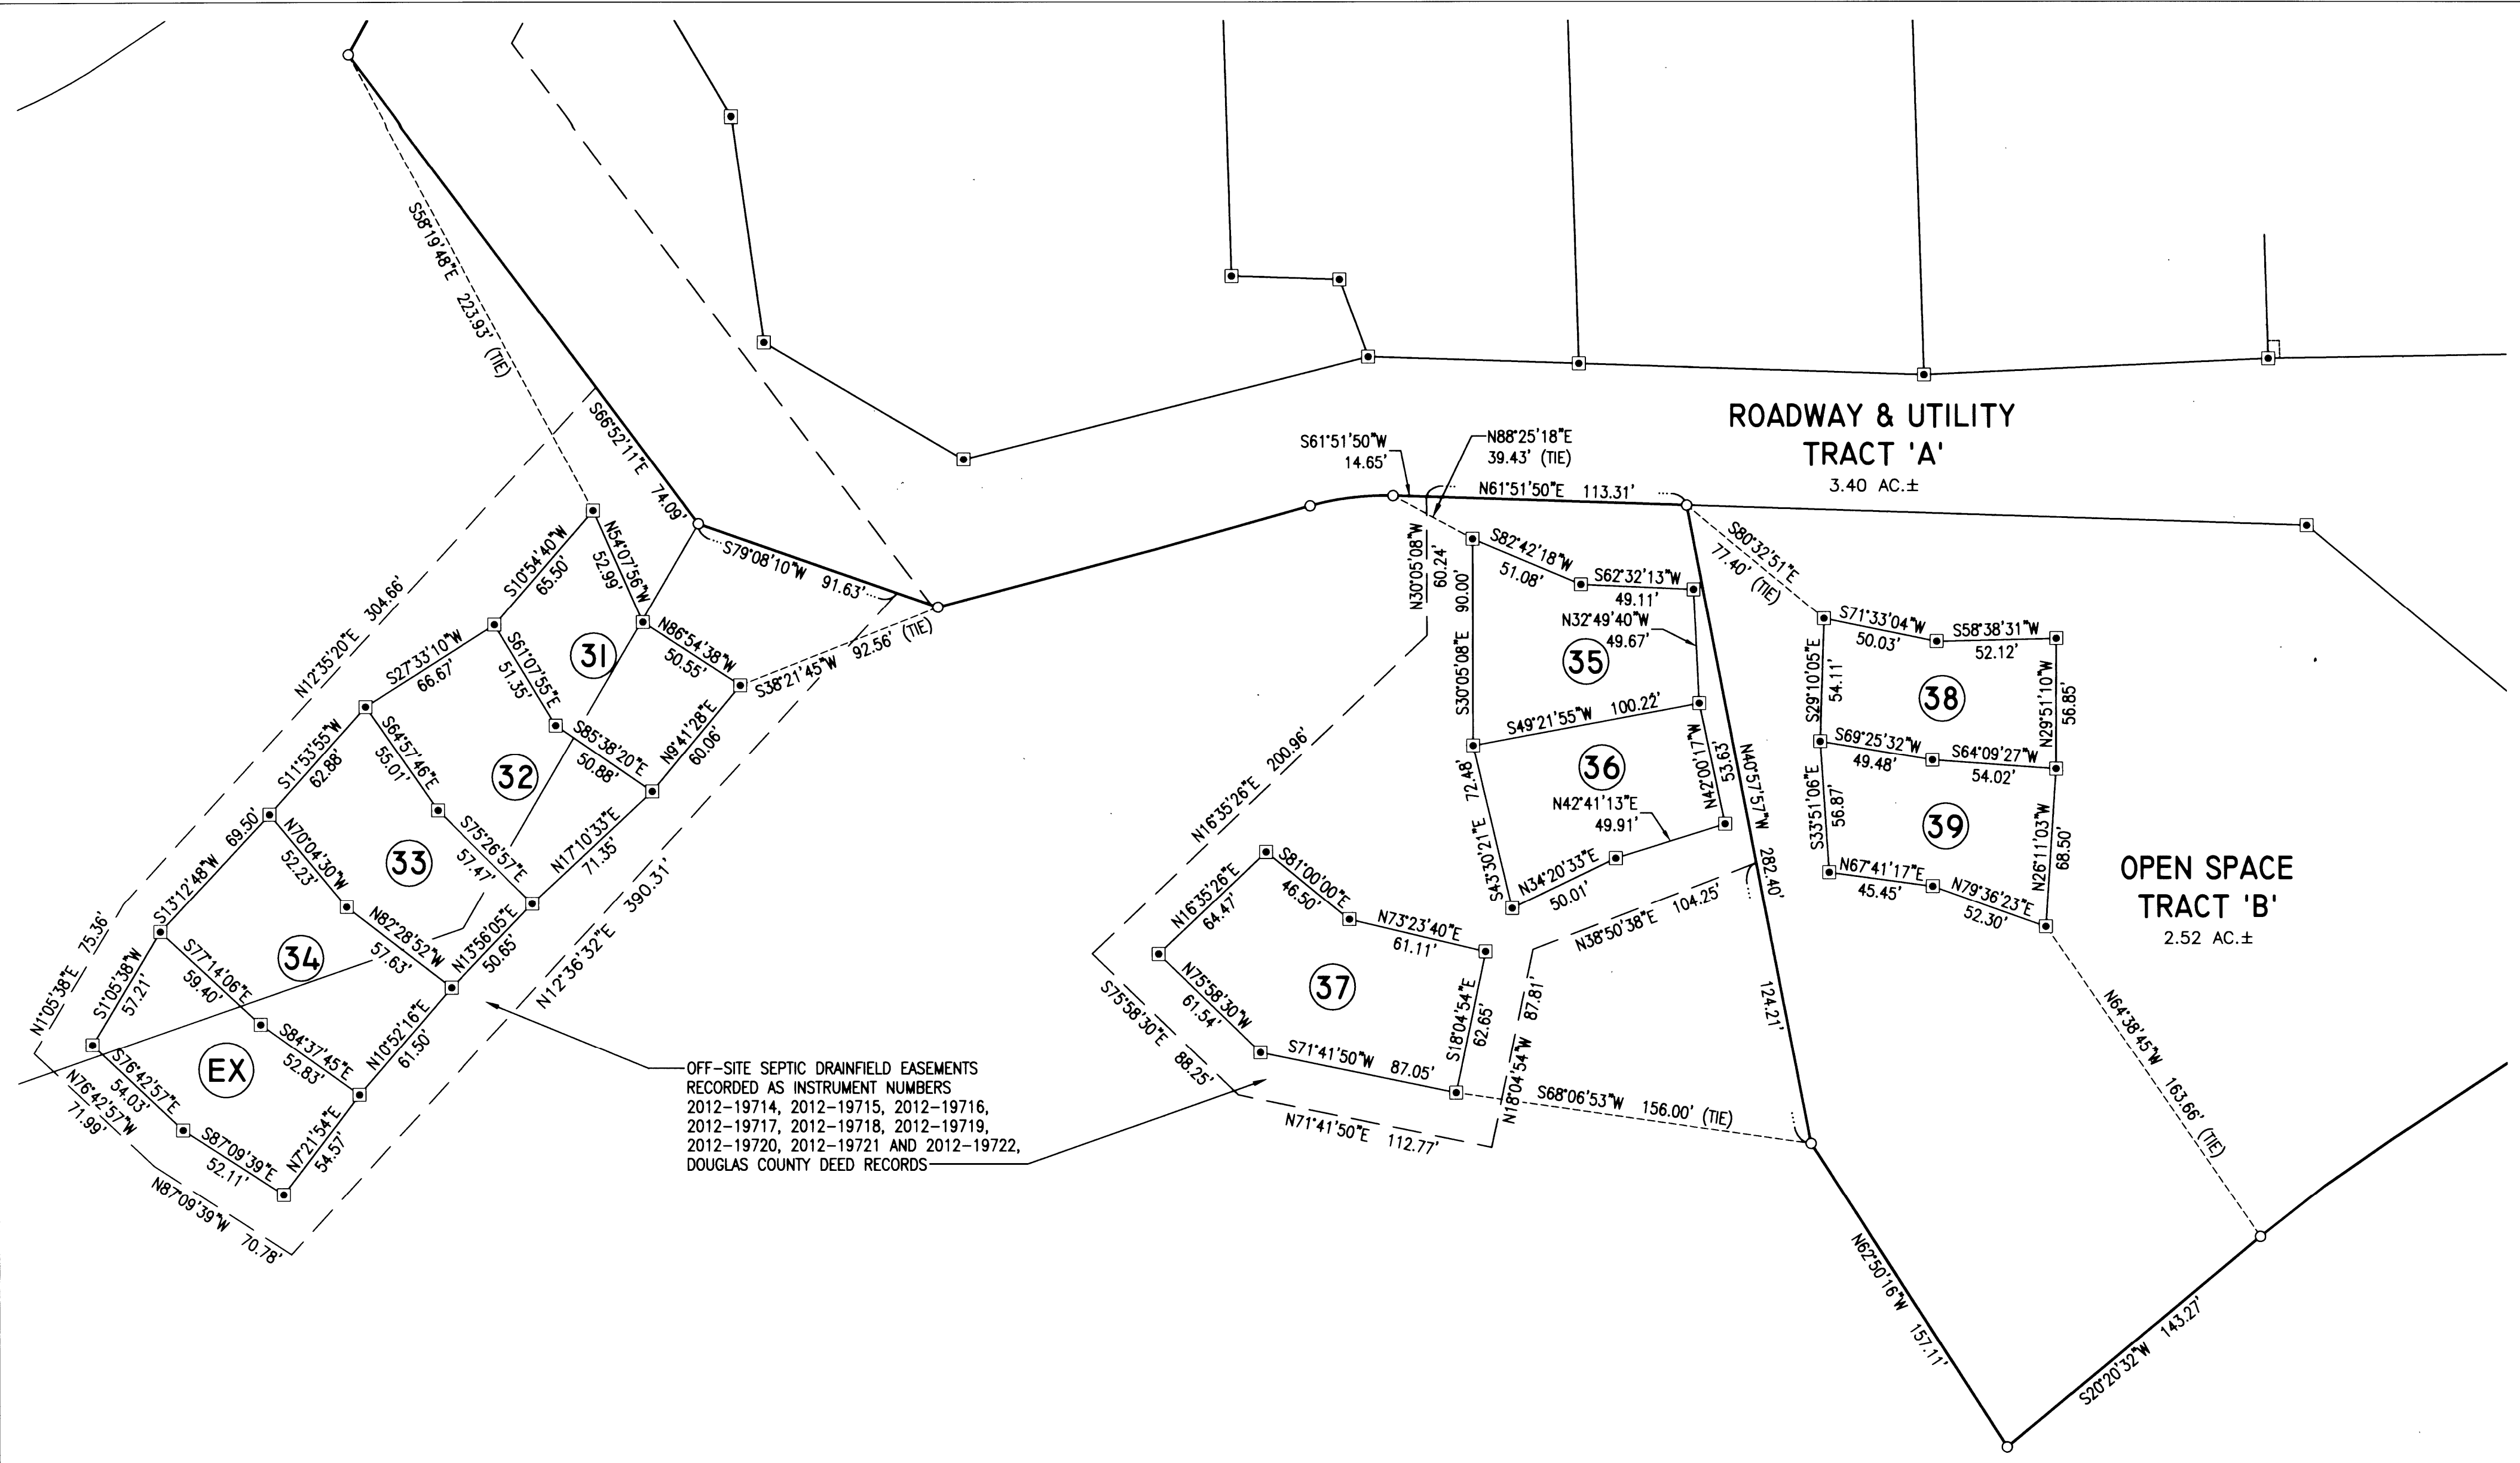 S58°19'48"E 223.93' (TIE)
S66°52'11"E 74.09'
S79°08'10"W 91.63'
S38°21'45"W 92.56' (TIE)
N12°35'20"E 304.66'
S10°54'40"W
65.50'
N54°07'56"W
52.99'
31
N86°54'38"W
50.55'
S27°33'10"W
66.67'
S61°07'55"E
51.35'
S85°38'20"E
50.88'
N9°41'28"E
60.06'
32
S11°53'55"W
62.88'
S64°57'46"E
55.01'
S75°26'57"E
57.47'
N17°10'33"E
71.35'
33
S13°12'48"W 69.50'
N70°04'30"W
52.23'
N82°28'52"W
57.63'
N13°56'05"E
50.65'
34
N12°36'32"E 390.31'
N1°05'38"E 75.36'
S1°05'38"W
57.21'
S77°14'06"E
59.40'
S84°37'45"E
52.83'
N10°52'16"E
61.50'
EX
S76°42'57"E
54.03'
N76°42'57"W
71.99'
S87°09'39"E
52.11'
N7°21'54"E
54.57'
N87°09'39"W 70.78'
OFF-SITE SEPTIC DRAINFIELD EASEMENTS
RECORDED AS INSTRUMENT NUMBERS
2012-19714, 2012-19715, 2012-19716,
2012-19717, 2012-19718, 2012-19719,
2012-19720, 2012-19721 AND 2012-19722,
DOUGLAS COUNTY DEED RECORDS
S61°51'50"W
14.65'
N88°25'18"E
39.43' (TIE)
N61°51'50"E 113.31'
ROADWAY & UTILITY
TRACT 'A'
3.40 AC.±
N30°05'08"W
60.24'
S82°42'18"W
51.08'
S62°32'13"W
49.11'
N32°49'40"W
49.67'
S30°05'08"E 90.00'
35
S49°21'55"W 100.22'
36
N42°00'17"W
53.63'
N42°41'13"E
49.91'
S43°30'21"E 72.48'
N34°20'33"E
50.01'
N40°57'57"W 282.40'
124.21'
N38°50'38"E 104.25'
N16°35'26"E 200.96'
N16°35'26"E
64.47'
S81°00'00"E
46.50'
N73°23'40"E
61.11'
37
N75°58'30"W
61.54'
S75°58'30"E 88.25'
S71°41'50"W 87.05'
S18°04'54"E
62.65'
N18°04'54"W 87.81'
N71°41'50"E 112.77'
S68°06'53"W 156.00' (TIE)
S80°32'51"E
77.40' (TIE)
S71°33'04"W
50.03'
S58°38'31"W
52.12'
S29°10'05"E
54.11'
38
N29°51'10"W
56.85'
S69°25'32"W
49.48'
S64°09'27"W
54.02'
S33°51'06"E
56.87'
39
N26°11'03"W
68.50'
N67°41'17"E
45.45'
N79°36'23"E
52.30'
OPEN SPACE
TRACT 'B'
2.52 AC.±
N64°38'45"W 163.66' (TIE)
N62°50'16"W 157.11'
S20°20'32"W 143.27'